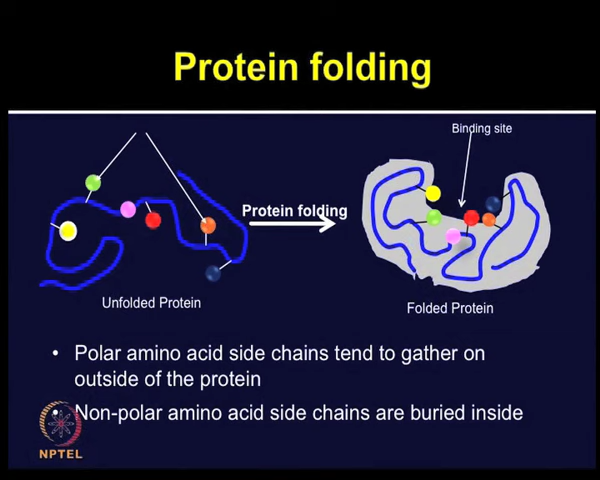 Protein folding
Binding site
Protein folding
Unfolded Protein
Folded Protein
• Polar amino acid side chains tend to gather on
outside of the protein
Non-polar amino acid side chains are buried inside
NPTEL